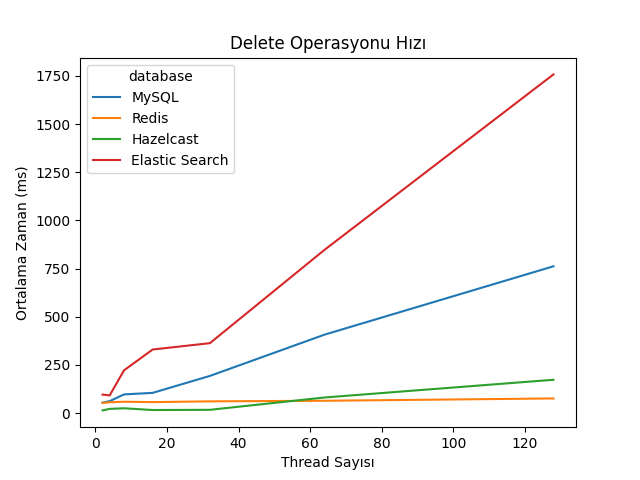 Delete Operasyonu Hızı
database
MySQL
Redis
Hazelcast
Elastic Search
Ortalama Zaman (ms)
1750
1500
1250
1000
750
500
250
0
0 20 40 60 80 100 120
Thread Sayısı